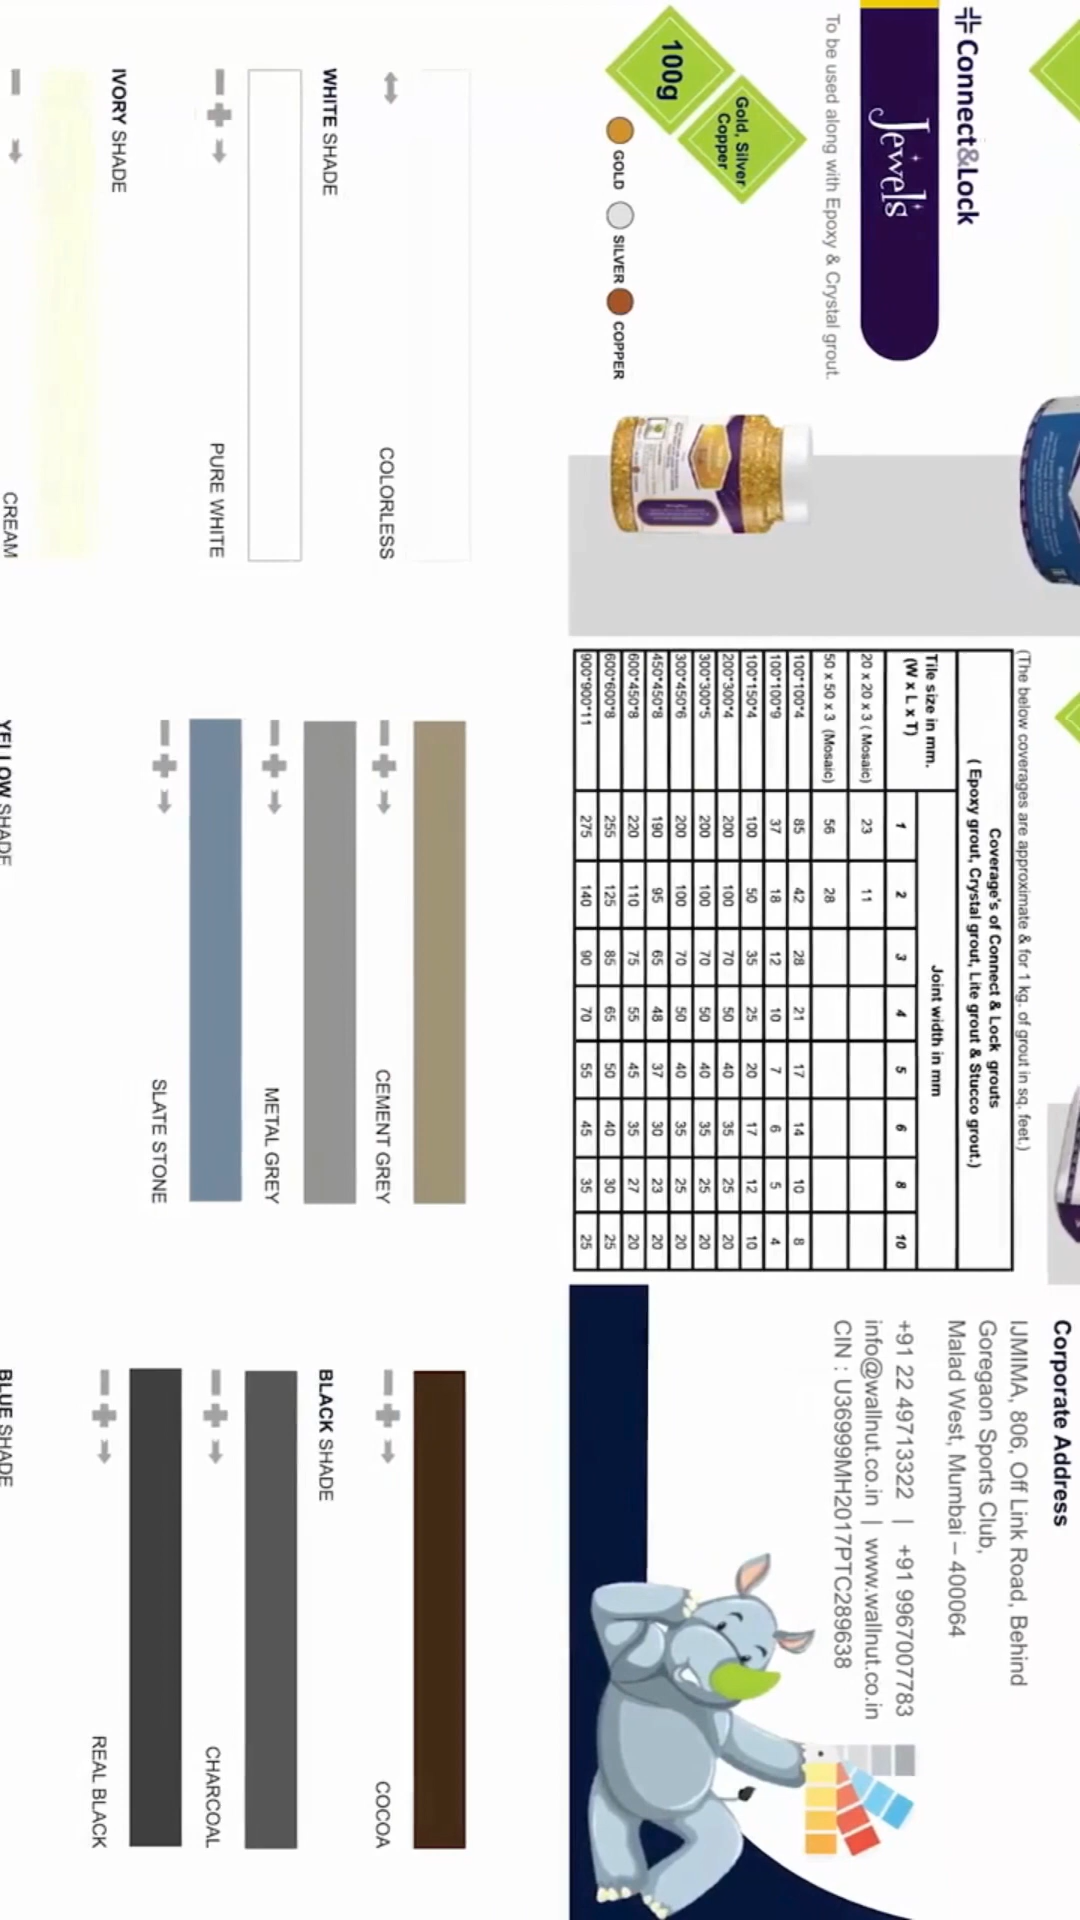 Connect&Lock
Jewels
To be used along with Epoxy & Crystal grout.
100g
Gold, Silver
Copper
GOLD
SILVER
COPPER
(The below coverages are approximate & for 1 kg. of grout in sq. feet.)
Coverage's of Connect & Lock grouts
( Epoxy grout, Crystal grout, Lite grout & Stucco grout.)
Tile size in mm.
(W x L x T)
Joint width in mm
1 2 3 4 5 6 8 10
20 x 20 x 3 ( Mosaic) 23 11
50 x 50 x 3 (Mosaic) 56 28
100*100*4 85 42 28 21 17 14 10 8
100*100*9 37 18 12 10 7 6 5 4
100*150*4 100 50 35 25 20 17 12 10
200*300*4 200 100 70 50 40 35 25 20
300*300*5 200 100 70 50 40 35 25 20
300*450*6 200 100 70 50 40 35 25 20
450*450*8 190 95 65 48 37 30 23 20
600*450*8 220 110 75 55 45 35 27 20
600*600*8 255 125 85 65 50 40 30 25
900*900*11 275 140 90 70 55 45 35 25
Corporate Address
IJMIMA, 806, Off Link Road, Behind
Goregaon Sports Club,
Malad West, Mumbai – 400064
+91 22 49713322 | +91 9967007783
info@wallnut.co.in | www.wallnut.co.in
CIN : U36999MH2017PTC289638
COLORLESS
WHITE SHADE
PURE WHITE
IVORY SHADE
CREAM
CEMENT GREY
METAL GREY
SLATE STONE
YELLOW SHADE
COCOA
BLACK SHADE
CHARCOAL
REAL BLACK
BLUE SHADE